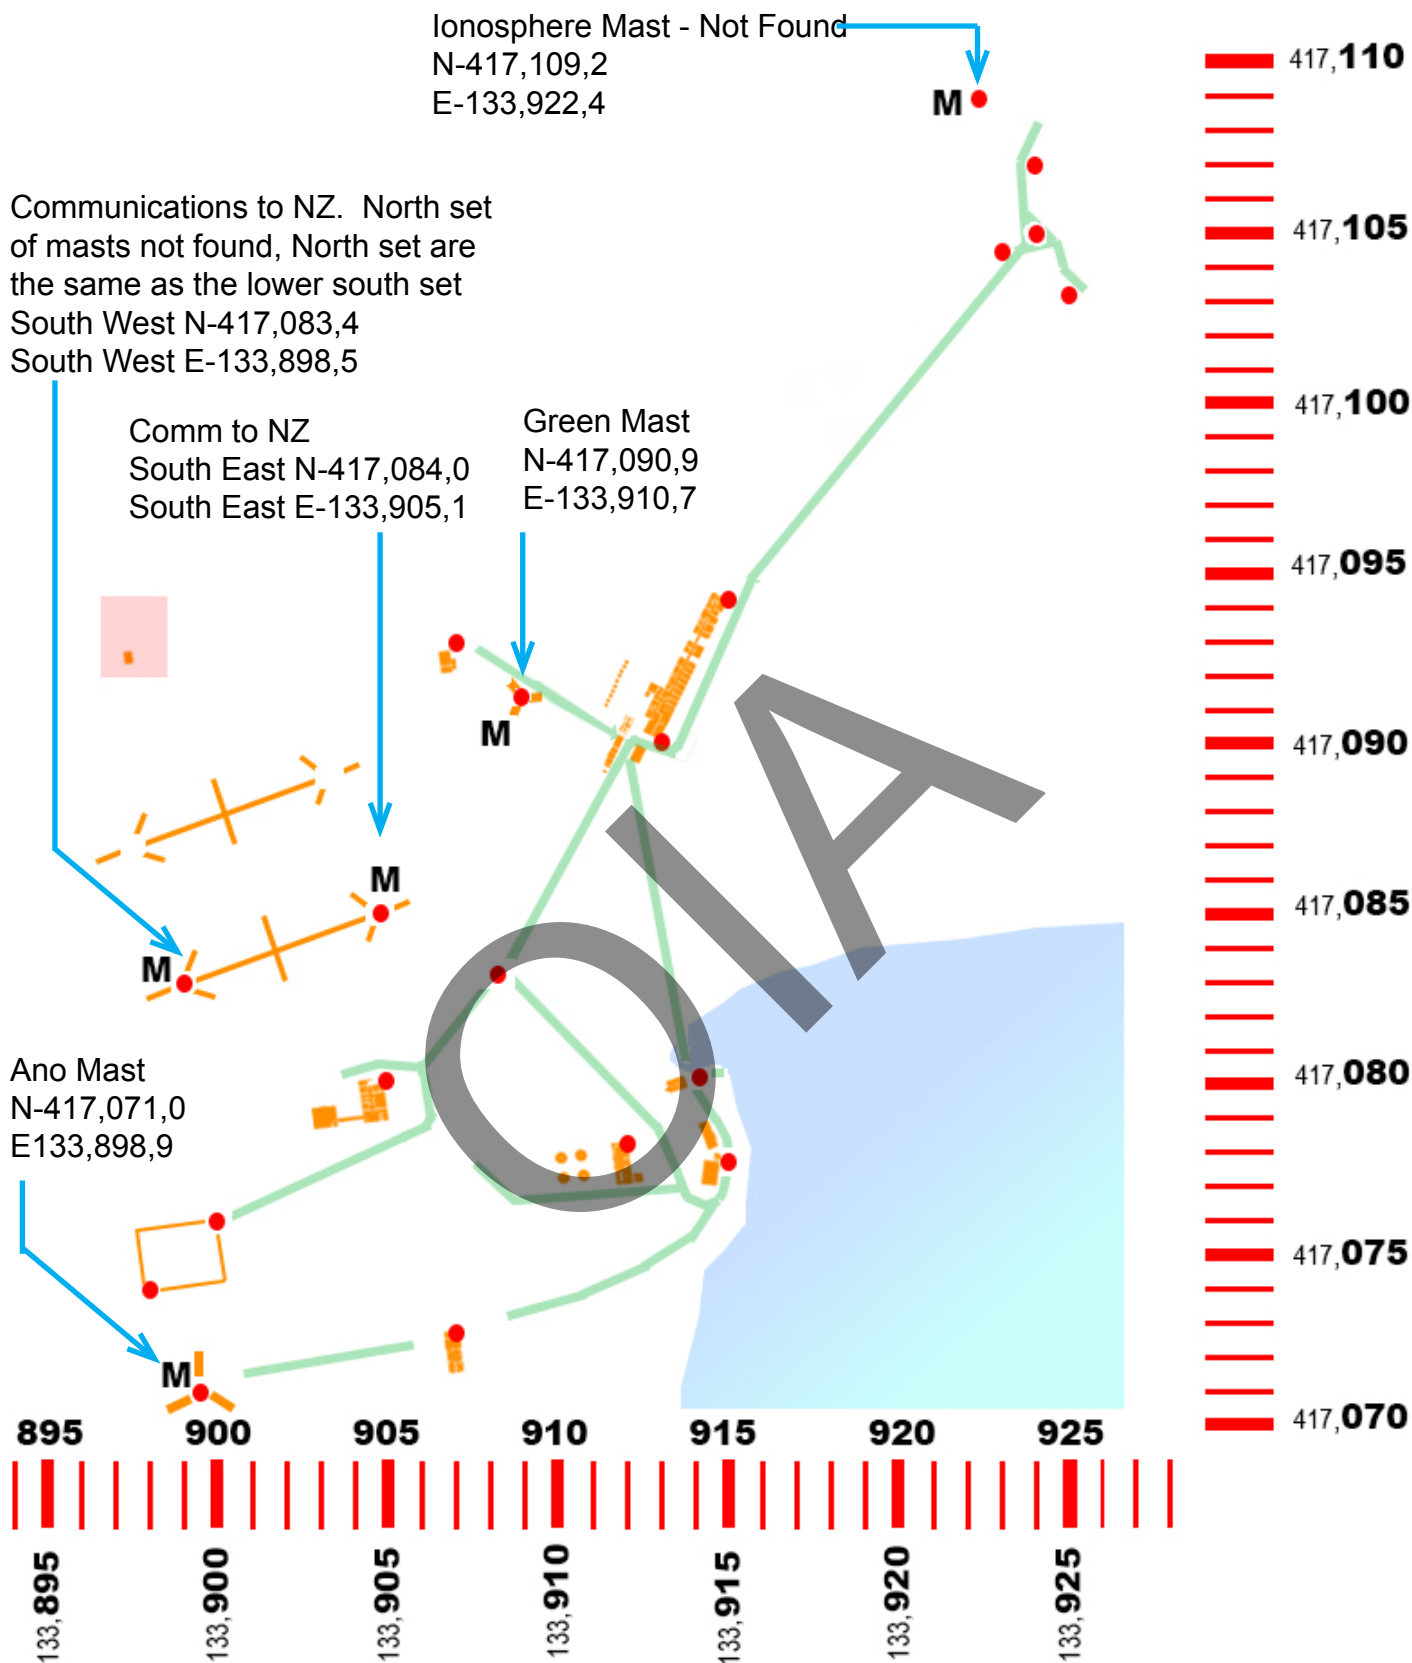 Ionosphere Mast - Not Found
N-417,109,2
E-133,922,4
M
417,110
Communications to NZ.  North set
of masts not found, North set are
the same as the lower south set
South West N-417,083,4
South West E-133,898,5
417,105
Comm to NZ
South East N-417,084,0
South East E-133,905,1
Green Mast
N-417,090,9
E-133,910,7
417,100
417,095
M
417,090
M
417,085
M
OIA
Ano Mast
N-417,071,0
E133,898,9
417,080
417,075
M
417,070
895 900 905 910 915 920 925
133,895 133,900 133,905 133,910 133,915 133,920 133,925